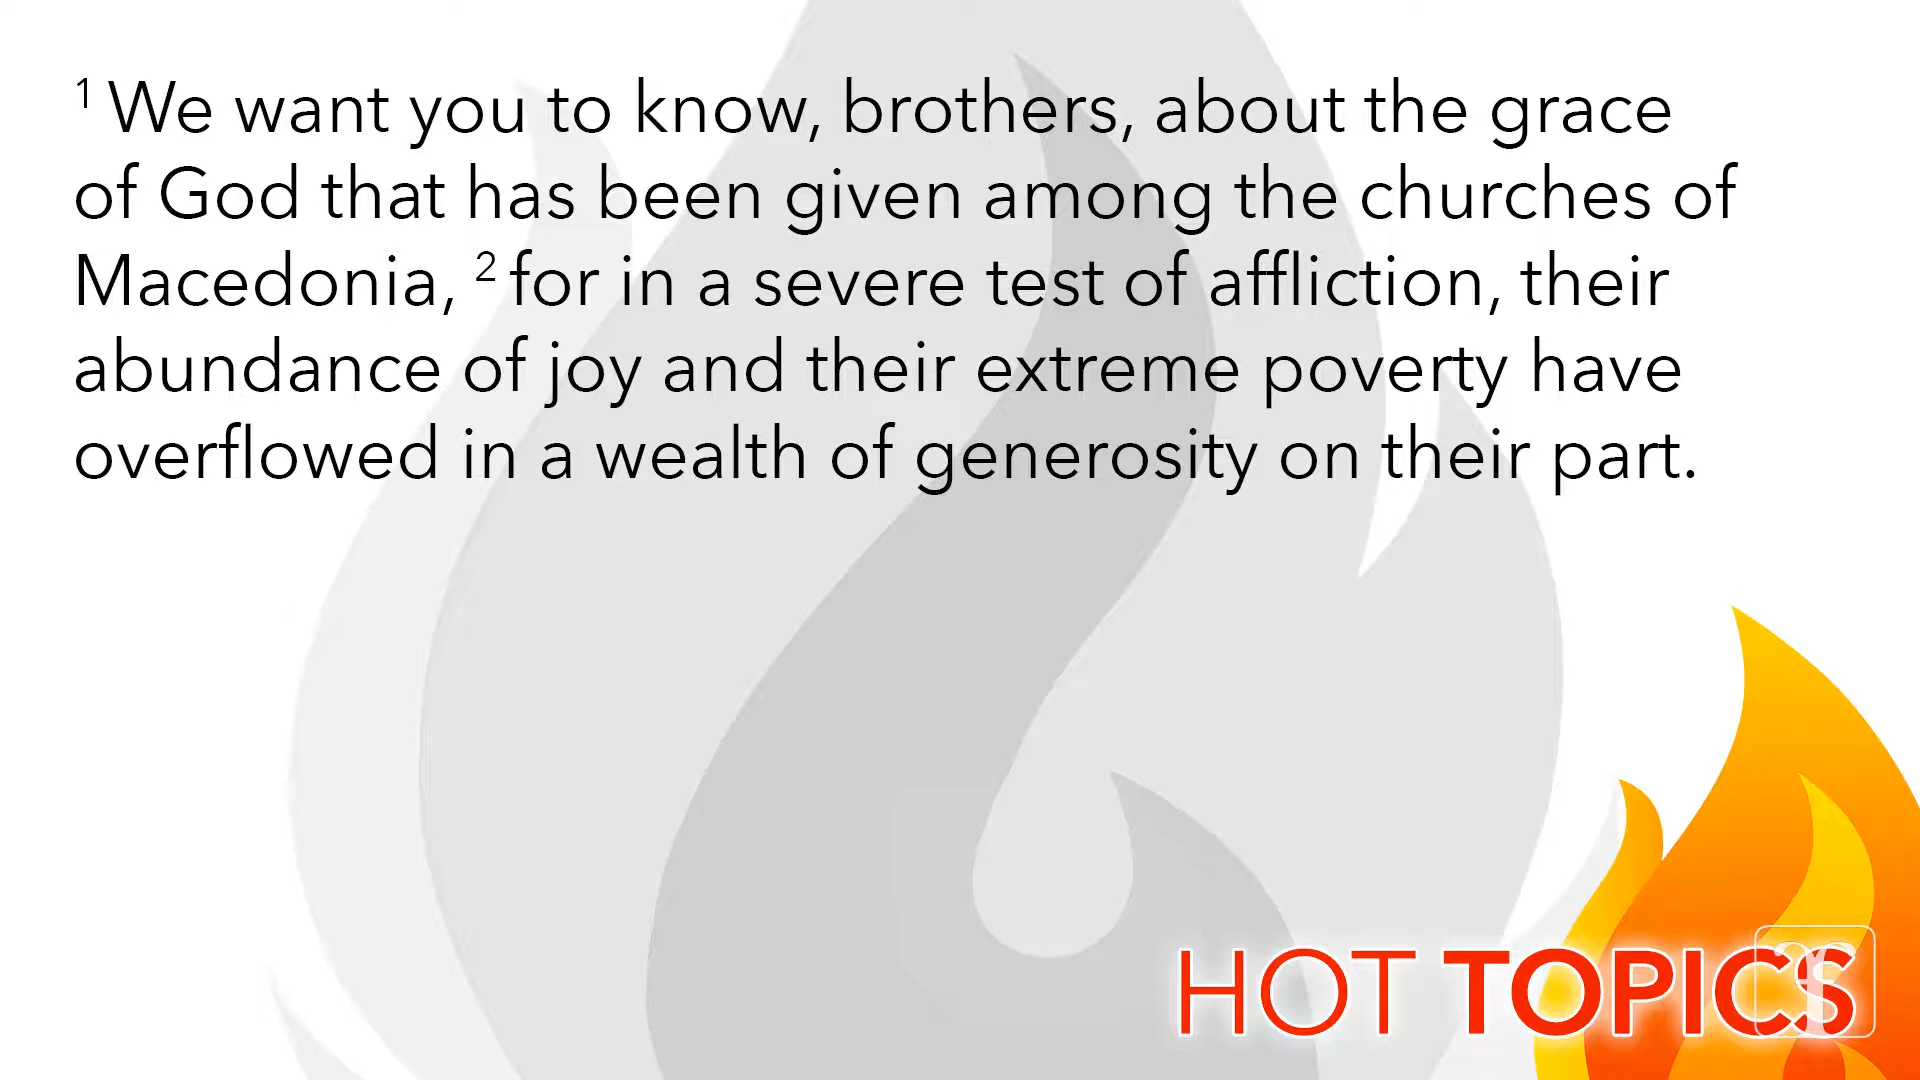 1 We want you to know, brothers, about the grace
of God that has been given among the churches of
Macedonia, 2 for in a severe test of affliction, their
abundance of joy and their extreme poverty have
overflowed in a wealth of generosity on their part.
HOT TOPICS